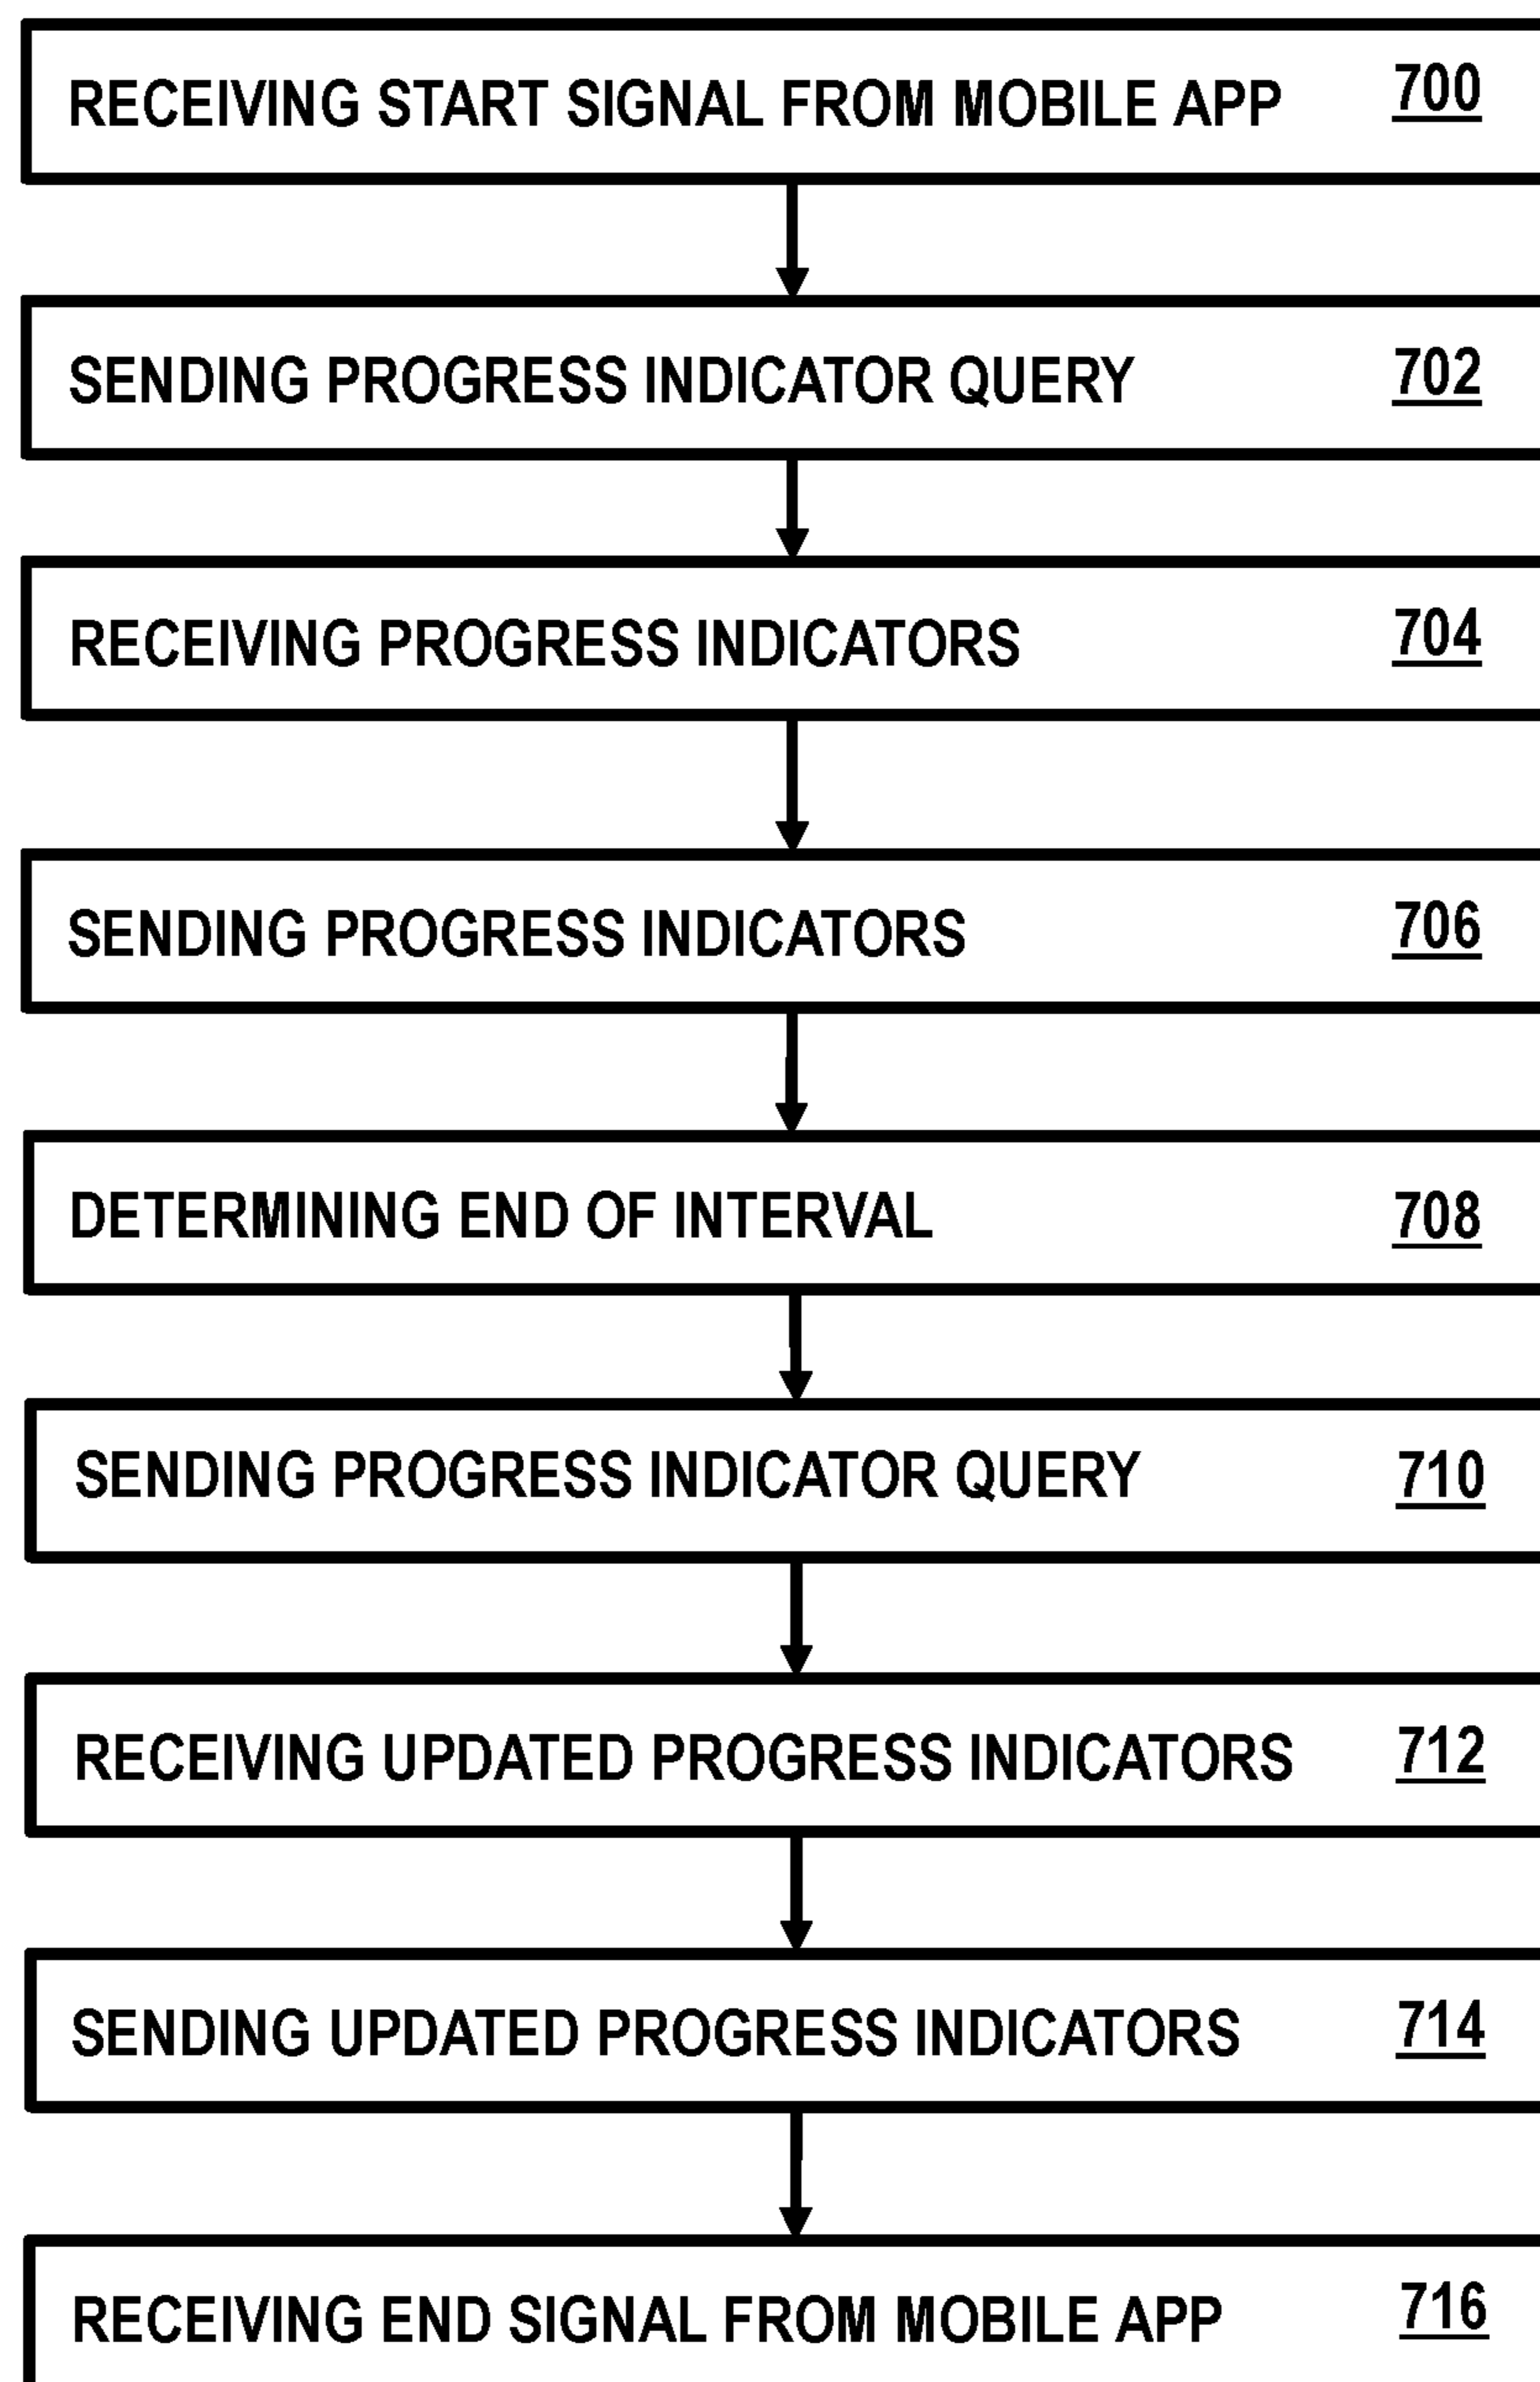 RECEIVING START SIGNAL FROM MOBILE APP 700
SENDING PROGRESS INDICATOR QUERY 702
RECEIVING PROGRESS INDICATORS 704
SENDING PROGRESS INDICATORS 706
DETERMINING END OF INTERVAL 708
SENDING PROGRESS INDICATOR QUERY 710
RECEIVING UPDATED PROGRESS INDICATORS 712
SENDING UPDATED PROGRESS INDICATORS 714
RECEIVING END SIGNAL FROM MOBILE APP 716